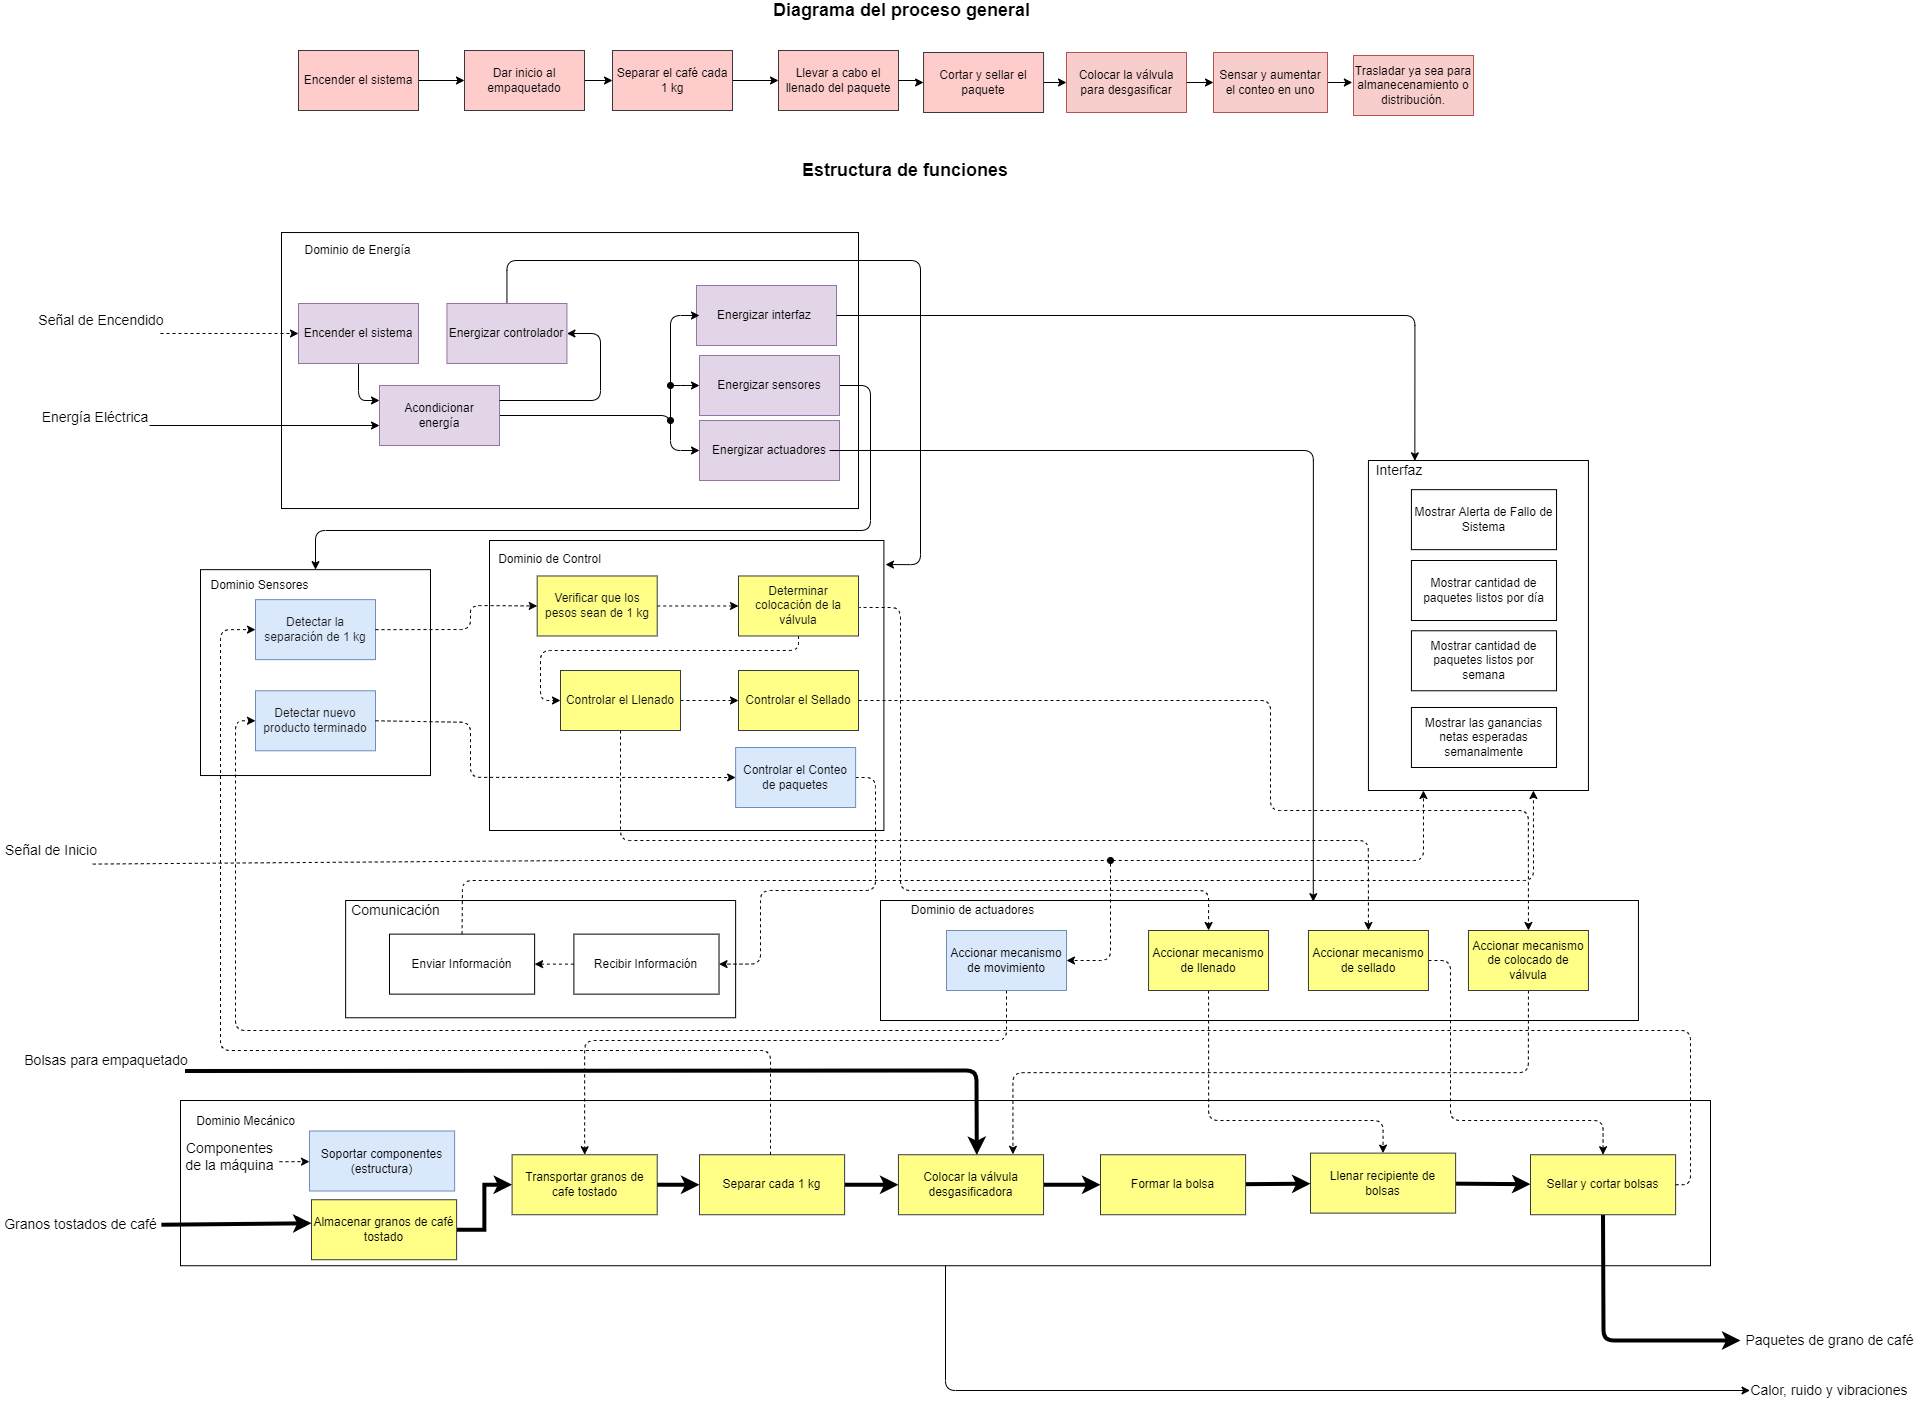 Diagrama del proceso general
Encender el sistema
Dar inicio al
empaquetado
Separar el café cada
1 kg
Llevar a cabo el
llenado del paquete
Cortar y sellar el
paquete
Colocar la válvula
para desgasificar
Sensar y aumentar
el conteo en uno
Trasladar ya sea para
almanecenamiento o
distribución.
Estructura de funciones
Dominio de Energía
Señal de Encendido
Encender el sistema
Energizar controlador
Energizar interfaz
Energizar sensores
Energizar actuadores
Energía Eléctrica
Acondicionar
energía
Interfaz
Mostrar Alerta de Fallo de
Sistema
Mostrar cantidad de
paquetes listos por día
Mostrar cantidad de
paquetes listos por
semana
Mostrar las ganancias
netas esperadas
semanalmente
Dominio Sensores
Detectar la
separación de 1 kg
Detectar nuevo
producto terminado
Dominio de Control
Verificar que los
pesos sean de 1 kg
Determinar
colocación de la
válvula
Controlar el Llenado
Controlar el Sellado
Controlar el Conteo
de paquetes
Señal de Inicio
Comunicación
Enviar Información
Recibir Información
Dominio de actuadores
Accionar mecanismo
de movimiento
Accionar mecanismo
de llenado
Accionar mecanismo
de sellado
Accionar mecanismo
de colocado de
válvula
Bolsas para empaquetado
Dominio Mecánico
Componentes
de la máquina
Soportar componentes
(estructura)
Granos tostados de café
Almacenar granos de café
tostado
Transportar granos de
cafe tostado
Separar cada 1 kg
Colocar la válvula
desgasificadora
Formar la bolsa
Llenar recipiente de
bolsas
Sellar y cortar bolsas
Paquetes de grano de café
Calor, ruido y vibraciones